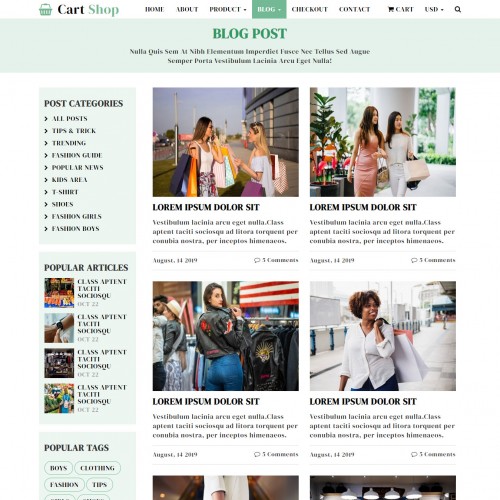 Cart Shop
HOME ABOUT PRODUCT BLOG CHECKOUT CONTACT CART USD
BLOG POST
Nulla Quis Sem At Nibh Elementum Imperdiet Fusce Nec Tellus Sed Augue
Semper Porta Vestibulum Lacinia Arcu Eget Nulla!
POST CATEGORIES
ALL POSTS
TIPS & TRICK
TRENDING
FASHION GUIDE
POPULAR NEWS
KIDS AREA
T-SHIRT
SHOES
FASHION GIRLS
FASHION BOYS
POPULAR ARTICLES
CLASS APTENT
TACITI
SOCIOSQU
OCT 22
CLASS APTENT
TACITI
SOCIOSQU
OCT 22
CLASS APTENT
TACITI
SOCIOSQU
OCT 22
CLASS APTENT
TACITI
SOCIOSQU
OCT 22
POPULAR TAGS
BOYS CLOTHING
FASHION TIPS
LOREM IPSUM DOLOR SIT
Vestibulum lacinia arcu eget nulla.Class
aptent taciti sociosqu ad litora torquent per
conubia nostra, per inceptos himenaeos.
August, 14 2019 5 Comments
LOREM IPSUM DOLOR SIT
Vestibulum lacinia arcu eget nulla.Class
aptent taciti sociosqu ad litora torquent per
conubia nostra, per inceptos himenaeos.
August, 14 2019 5 Comments
LOREM IPSUM DOLOR SIT
Vestibulum lacinia arcu eget nulla.Class
aptent taciti sociosqu ad litora torquent per
conubia nostra, per inceptos himenaeos.
August, 14 2019 5 Comments
LOREM IPSUM DOLOR SIT
Vestibulum lacinia arcu eget nulla.Class
aptent taciti sociosqu ad litora torquent per
conubia nostra, per inceptos himenaeos.
August, 14 2019 5 Comments